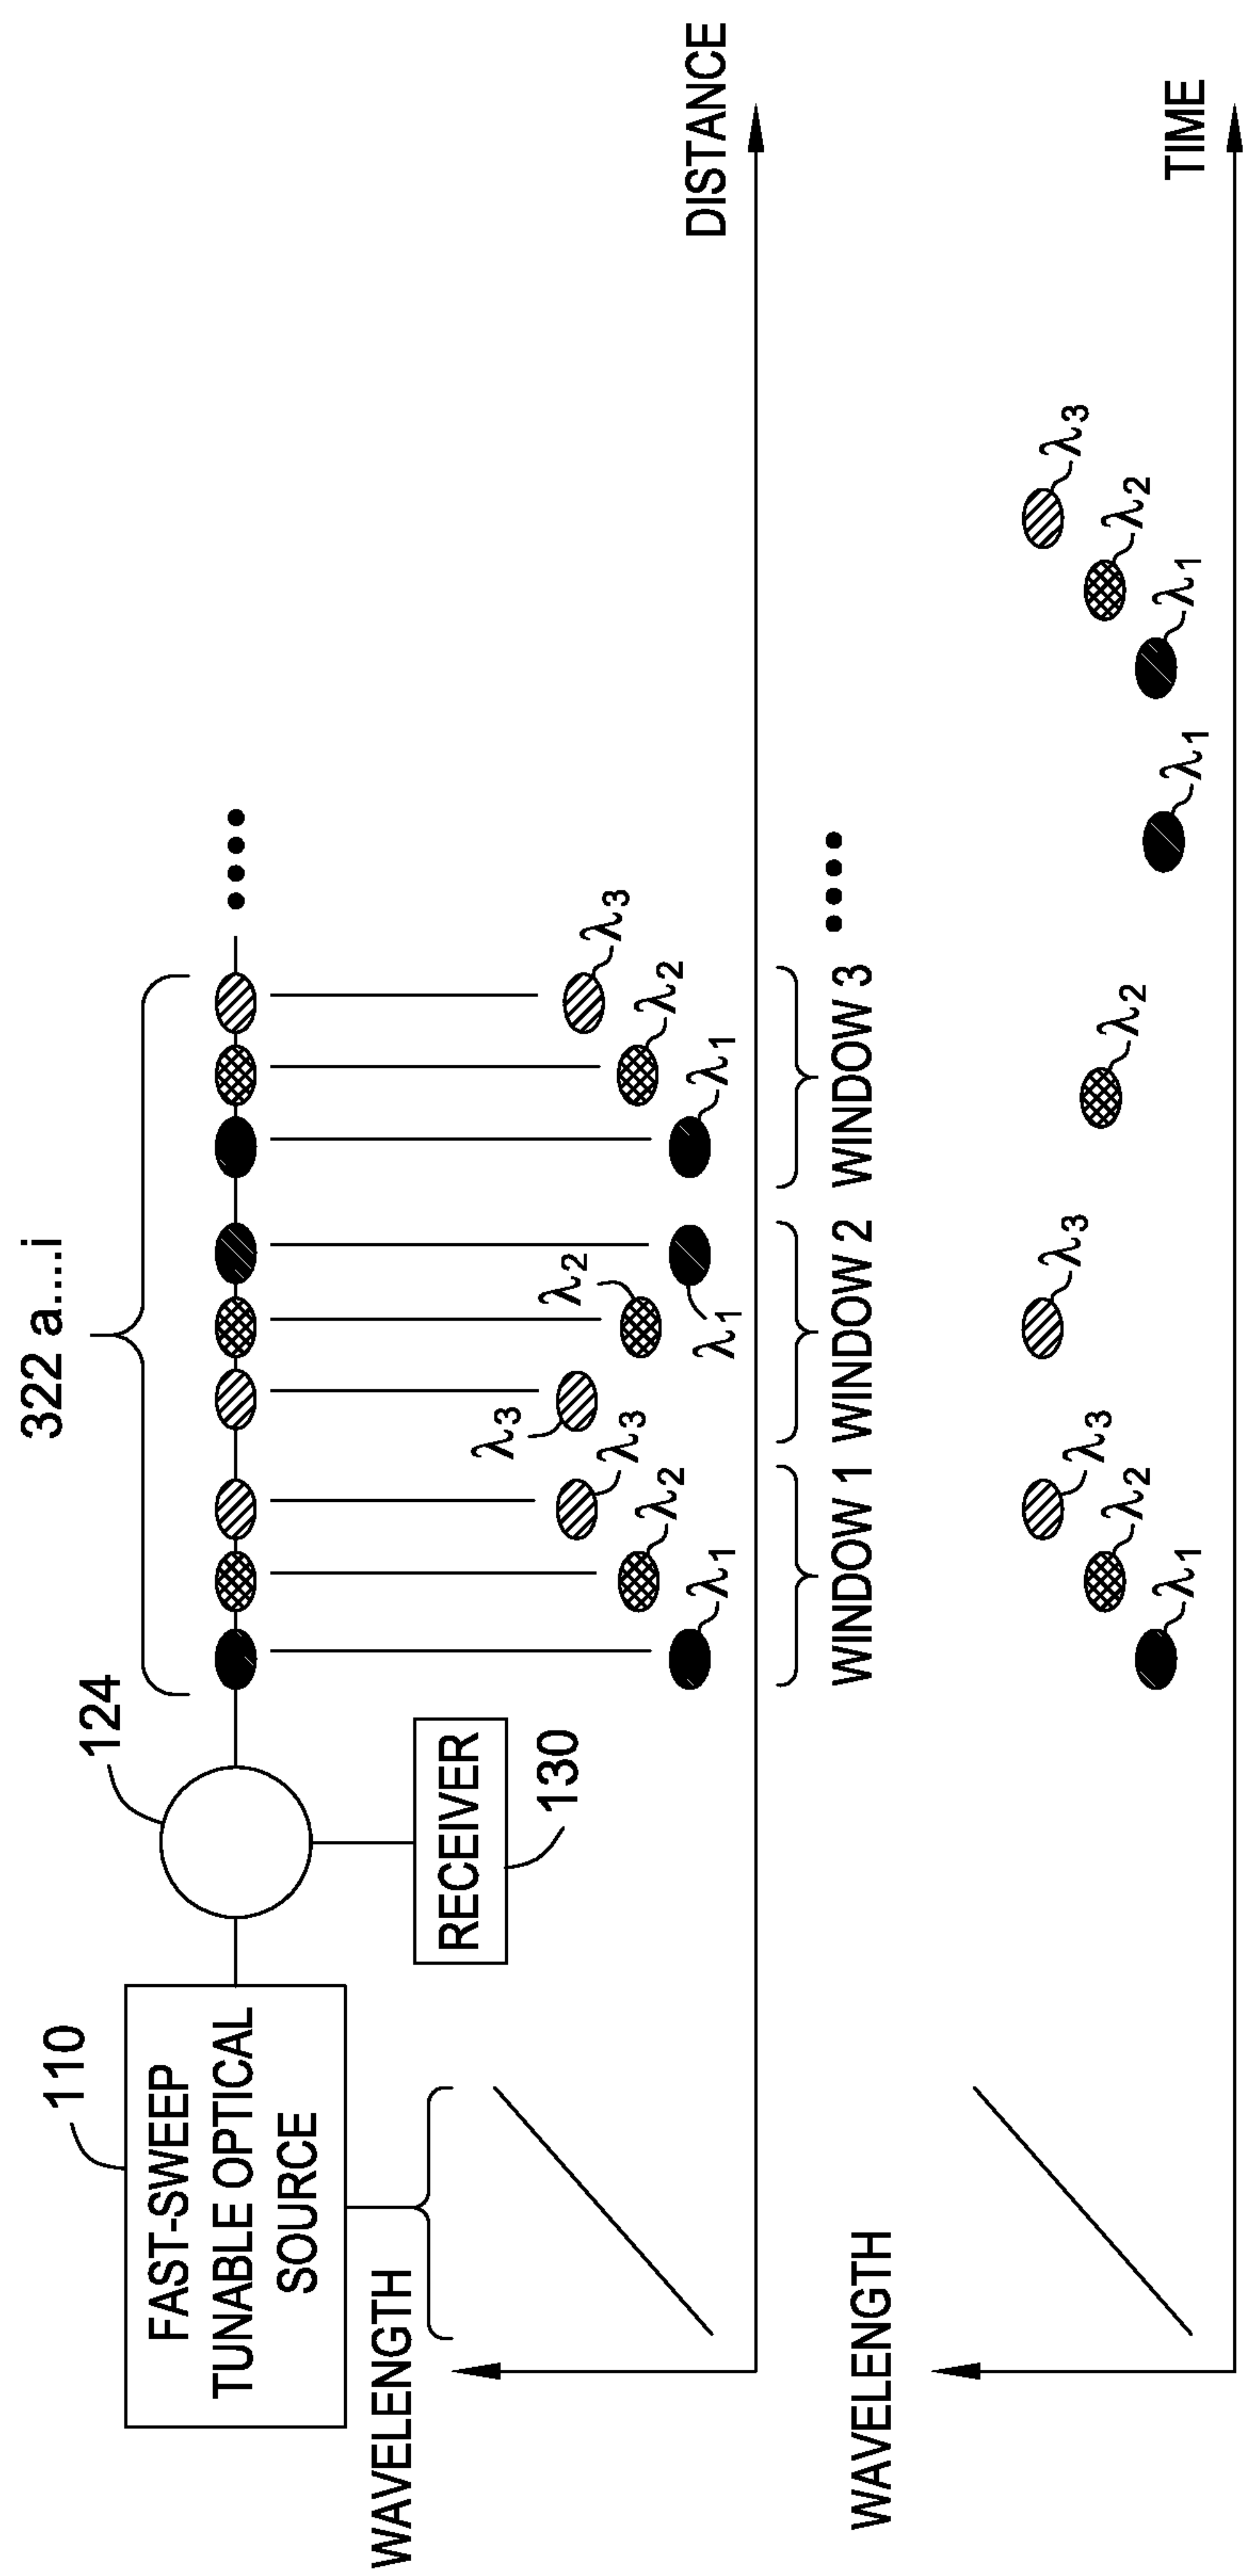 322 a....i
110
124
FAST-SWEEP
TUNABLE OPTICAL
SOURCE
RECEIVER
130
WAVELENGTH
λ1
λ2
λ3
λ3
λ2
λ1
λ1
λ2
λ3
DISTANCE
WINDOW 1
WINDOW 2
WINDOW 3
WAVELENGTH
λ1
λ2
λ3
λ3
λ2
λ1
λ1
λ2
λ3
TIME